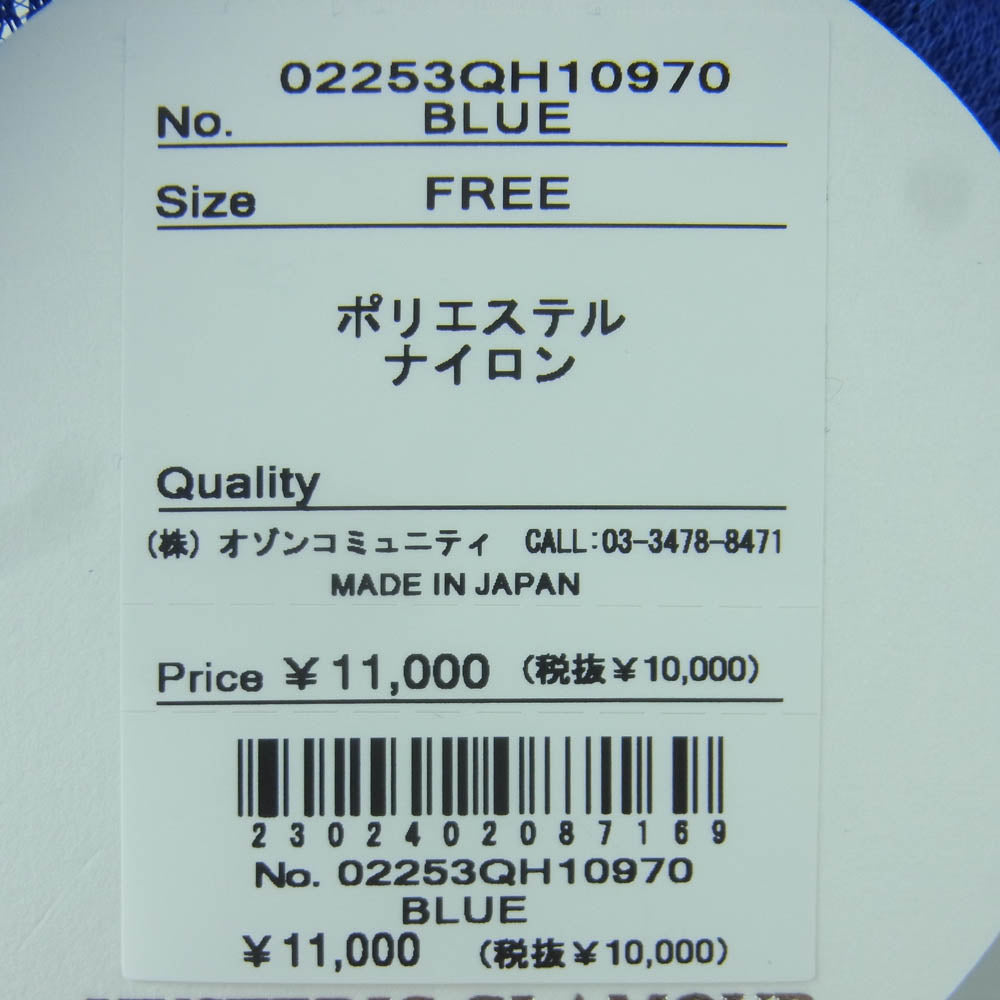 02253QH10970
No. BLUE
Size FREE
ポリエステル
ナイロン
Quality
(株) オゾンコミュニティ CALL:03-3478-8471
MADE IN JAPAN
Price ¥11,000 (税抜¥10,000)
2302402087169
No. 02253QH10970
BLUE
¥11,000 (税抜¥10,000)